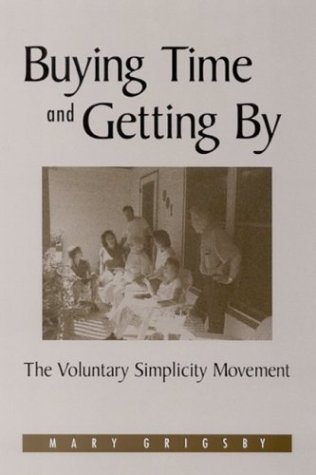 Buying Time
and Getting By
The Voluntary Simplicity Movement
MARY GRIGSBY